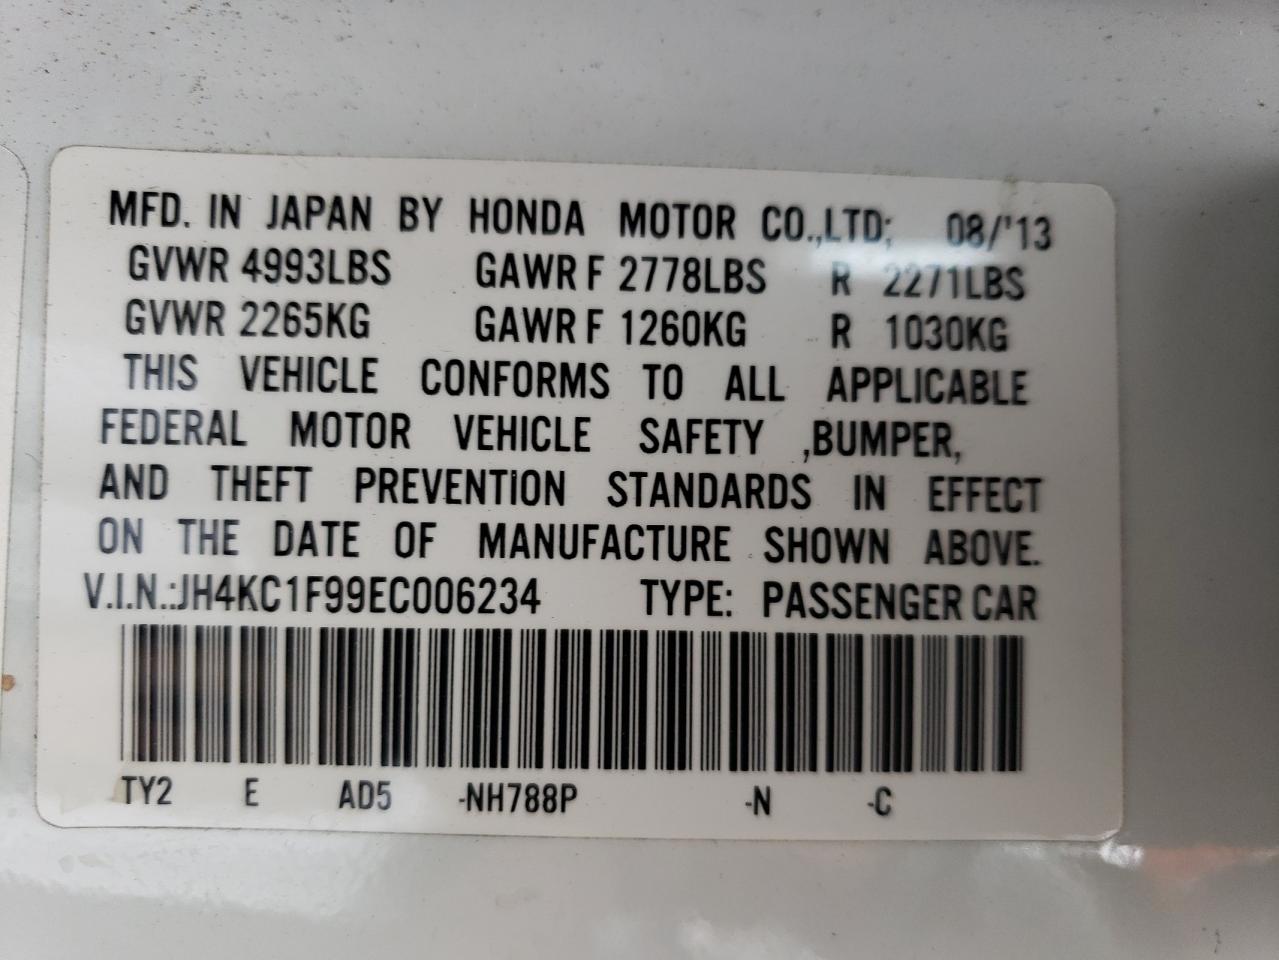 MFD. IN JAPAN BY HONDA MOTOR CO.,LTD; 08/'13
GVWR 4993LBS GAWR F 2778LBS R 2271LBS
GVWR 2265KG GAWR F 1260KG R 1030KG
THIS VEHICLE CONFORMS TO ALL APPLICABLE
FEDERAL MOTOR VEHICLE SAFETY ,BUMPER,
AND THEFT PREVENTION STANDARDS IN EFFECT
ON THE DATE OF MANUFACTURE SHOWN ABOVE.
V.I.N.:JH4KC1F99EC006234 TYPE: PASSENGER CAR
TY2 E AD5 -NH788P -N -C